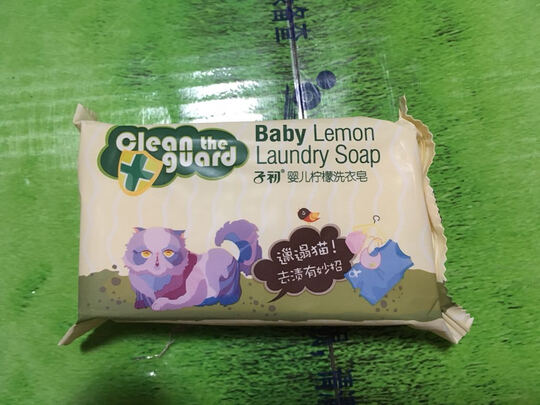 Clean the
guard
Baby Lemon
Laundry Soap
子初® 婴儿柠檬洗衣皂
邋遢猫!
去渍有妙招